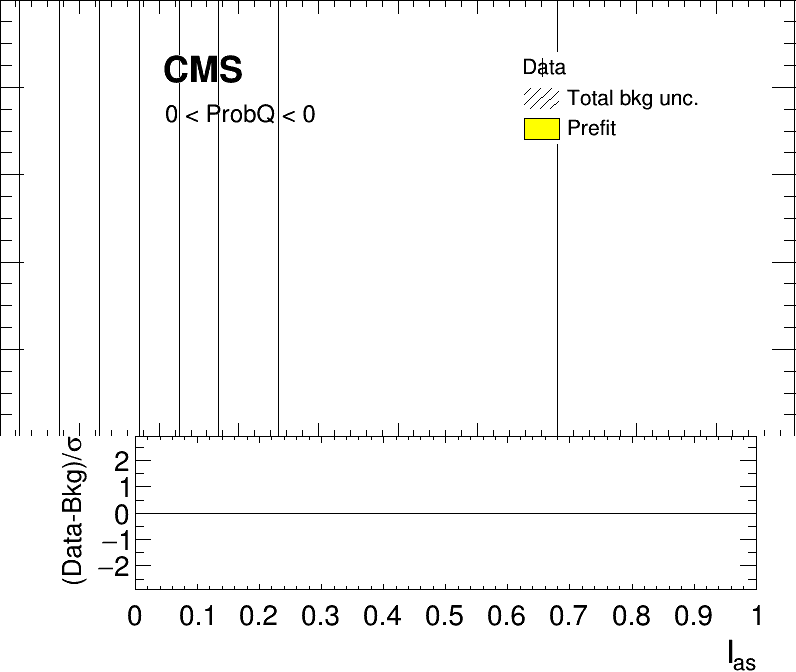 CMS
0 < ProbQ < 0
Data
Total bkg unc.
Prefit
(Data-Bkg)/σ
2
1
0
−1
−2
0 0.1 0.2 0.3 0.4 0.5 0.6 0.7 0.8 0.9 1
I_as